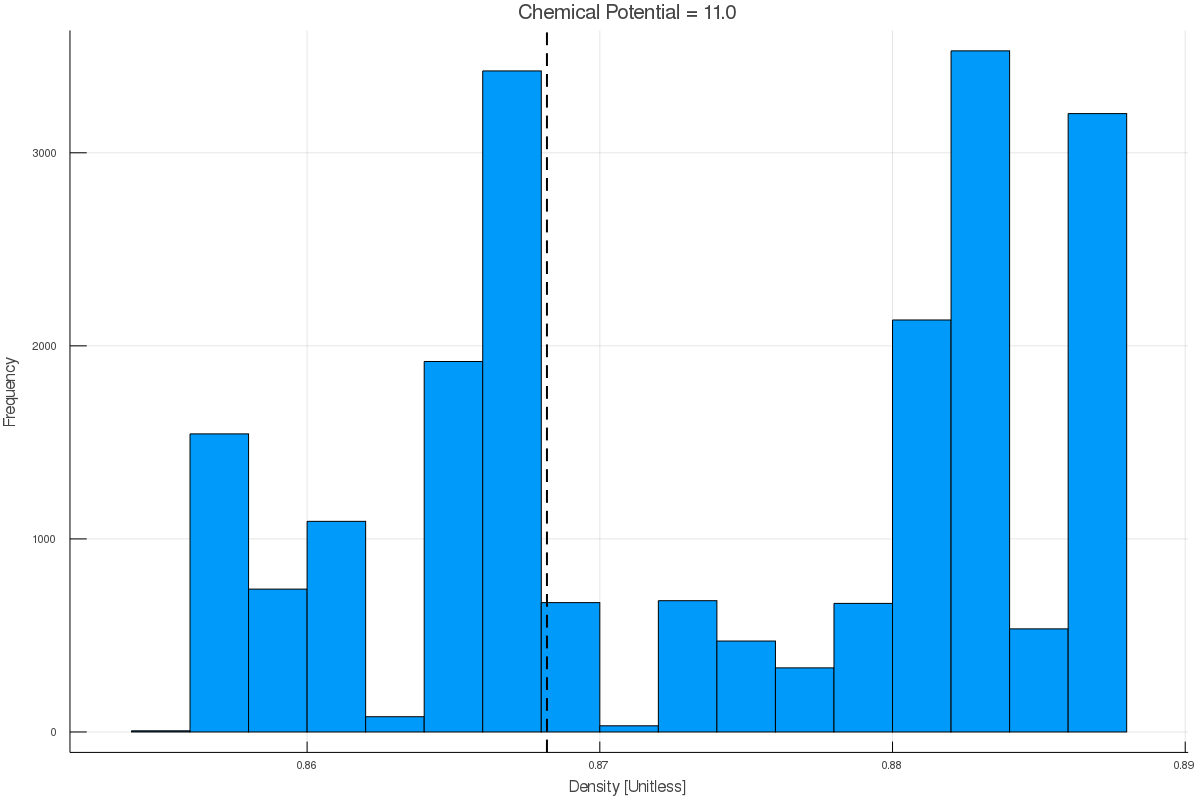 Chemical Potential = 11.0
Frequency
3000
2000
1000
0
0.86
0.87
0.88
0.89
Density [Unitless]